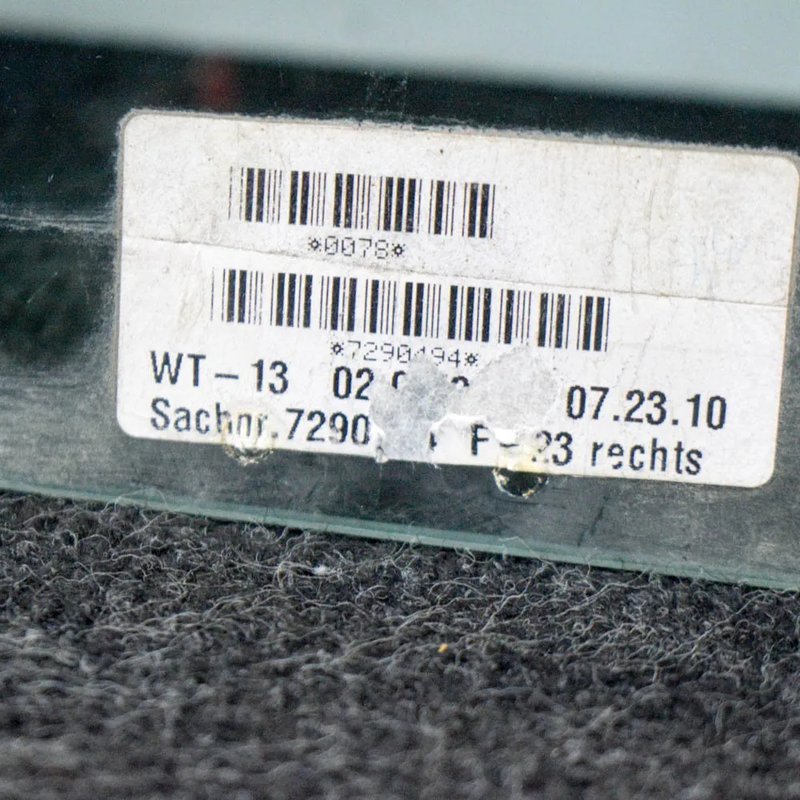 *0078*
*7290494*
WT-13 02 07.23.10
Sachnr.7290 F-23 rechts